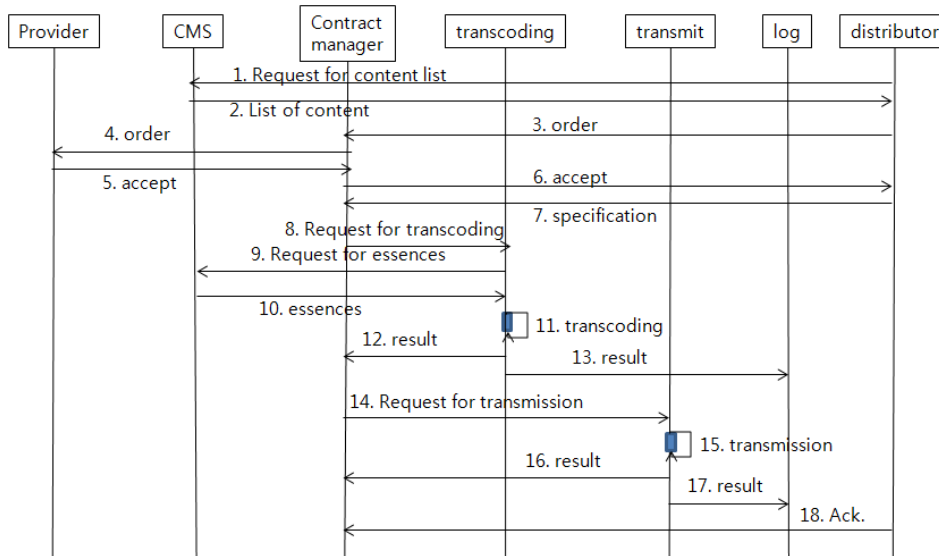 Provider
CMS
Contract
manager
transcoding
transmit
log
distributor
1. Request for content list
2. List of content
3. order
4. order
5. accept
6. accept
7. specification
8. Request for transcoding
9. Request for essences
10. essences
11. transcoding
12. result
13. result
14. Request for transmission
15. transmission
16. result
17. result
18. Ack.